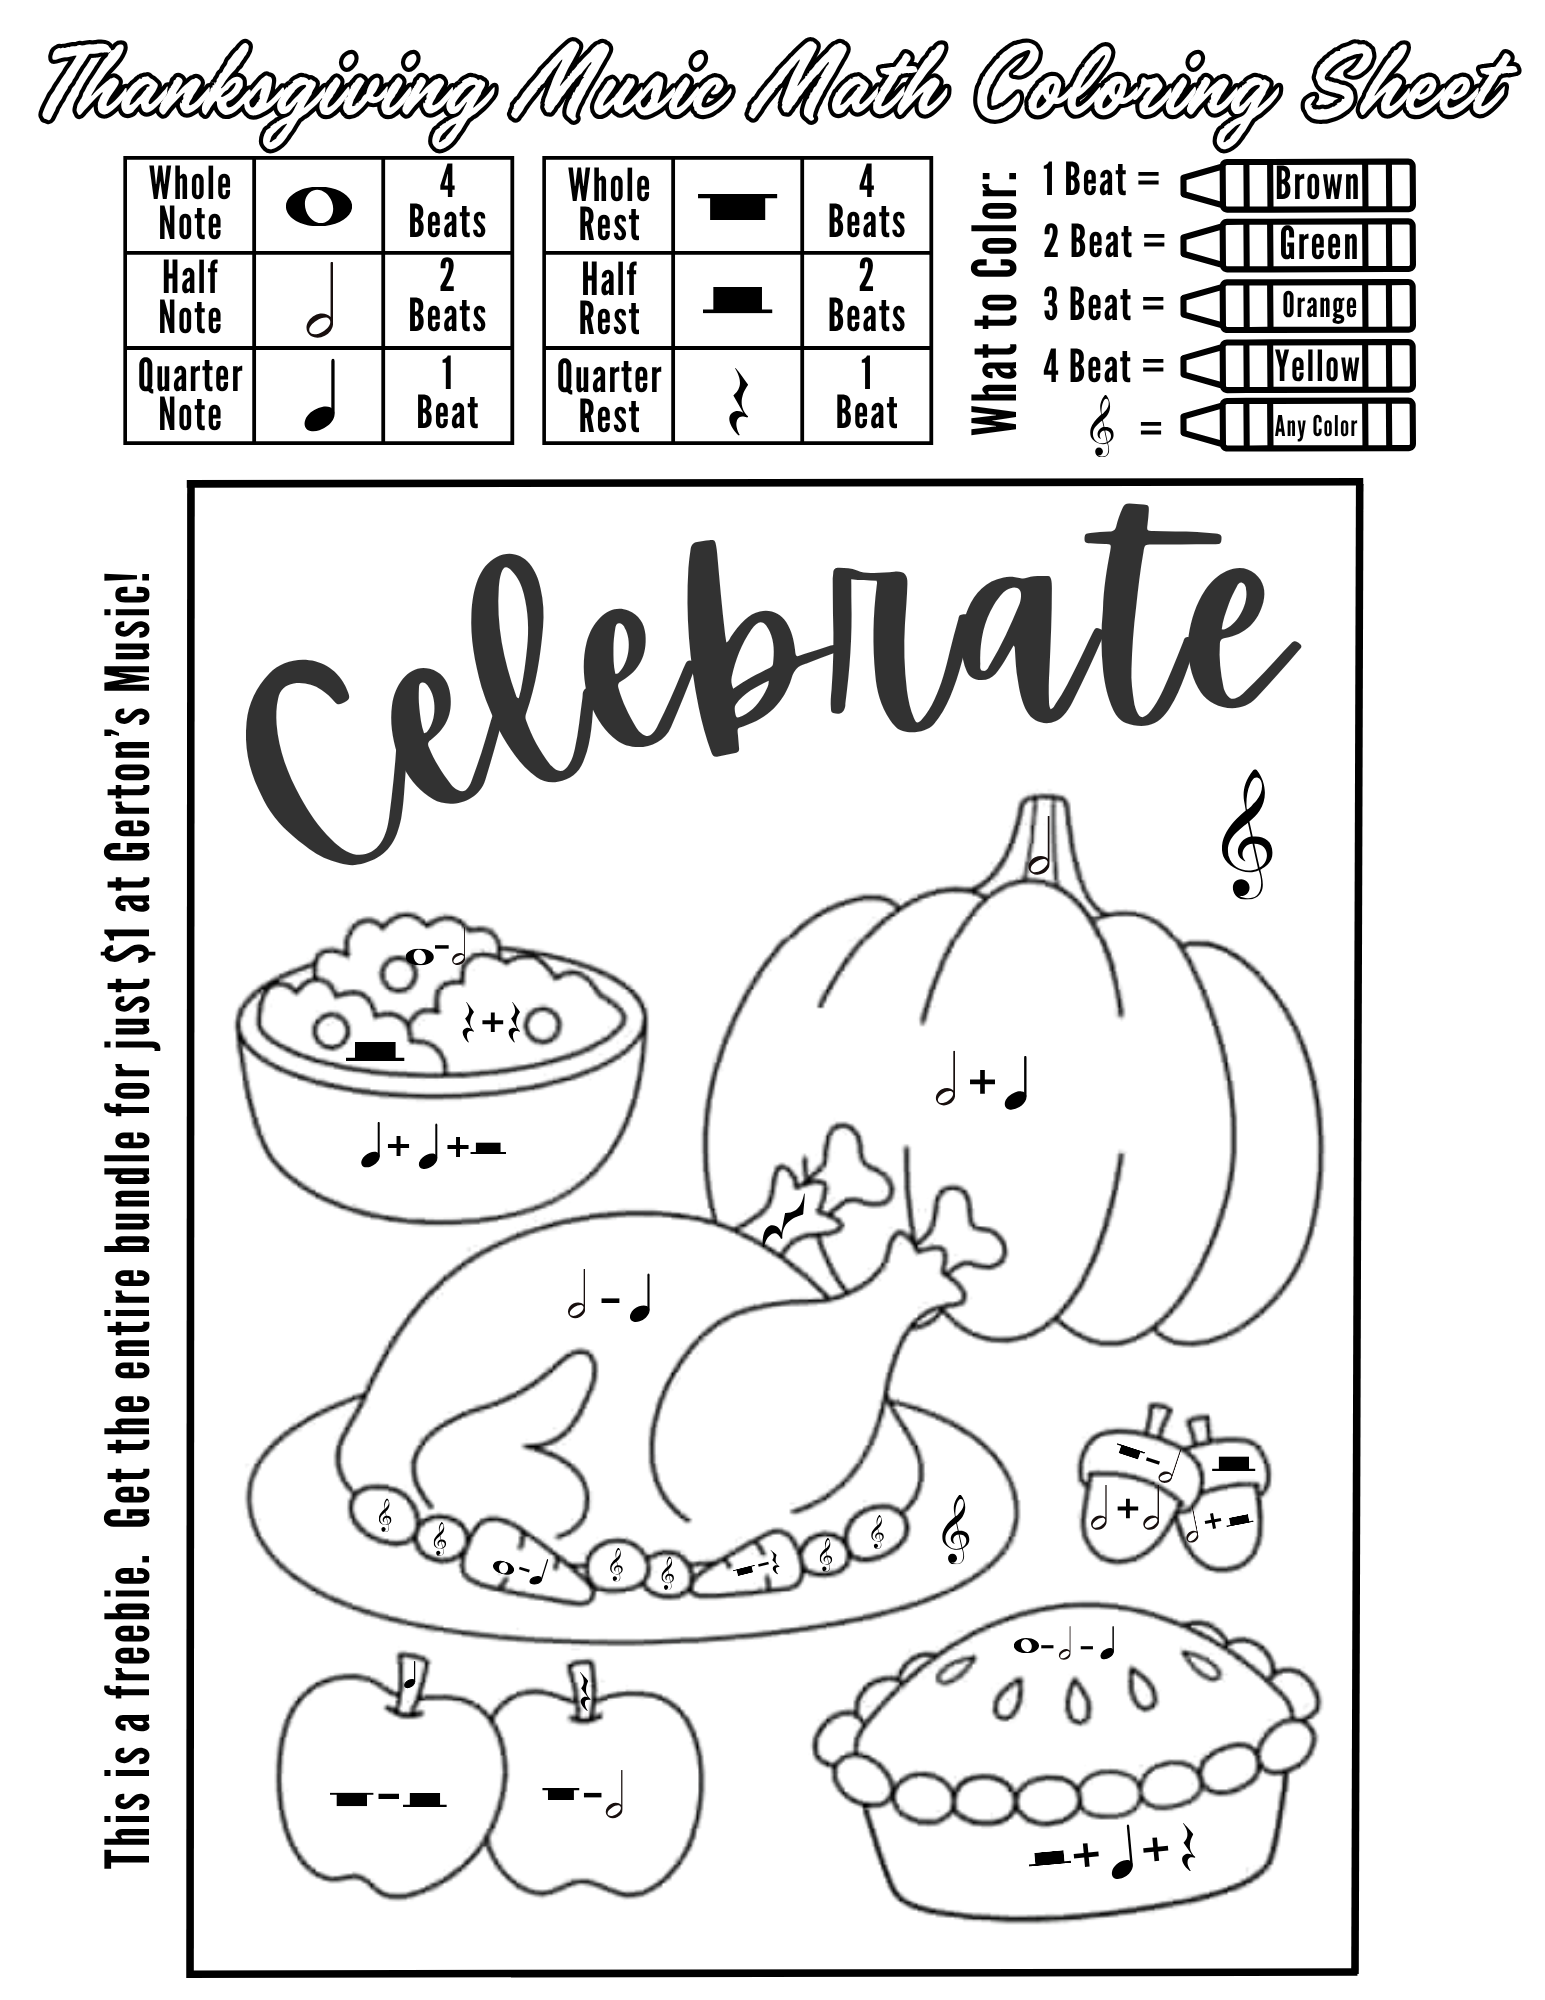 Thanksgiving Music Math Coloring Sheet
Whole
Note
4
Beats
Half
Note
2
Beats
Quarter
Note
1
Beat
Whole
Rest
4
Beats
Half
Rest
2
Beats
Quarter
Rest
1
Beat
What to Color:
1 Beat = Brown
2 Beat = Green
3 Beat = Orange
4 Beat = Yellow
= Any Color
This is a freebie. Get the entire bundle for just $1 at Gerton's Music!
Celebrate